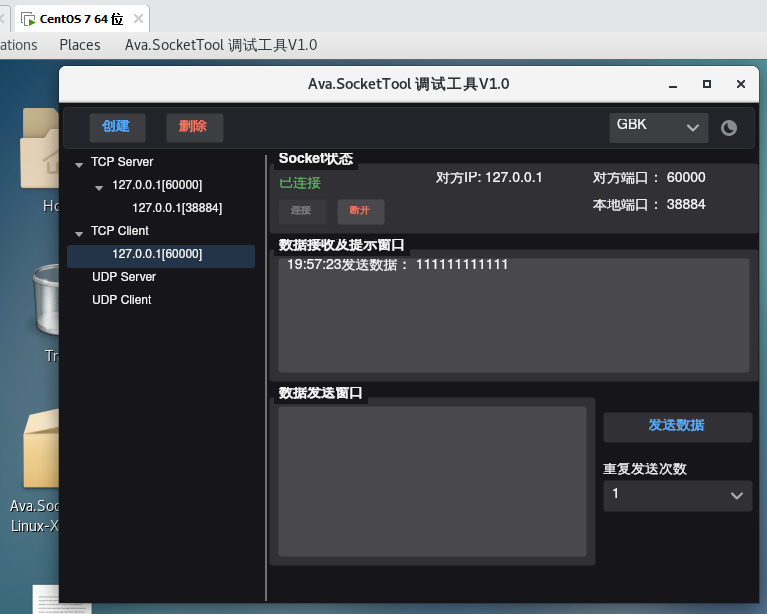 CentOS 7 64 位
ations Places Ava.SocketTool 调试工具V1.0
Ava.SocketTool 调试工具V1.0
创建 删除 GBK
TCP Server
127.0.0.1[60000]
127.0.0.1[38884]
TCP Client
127.0.0.1[60000]
UDP Server
UDP Client
Socket状态
已连接 对方IP: 127.0.0.1 对方端口： 60000
连接 断开 本地端口： 38884
数据接收及提示窗口
19:57:23发送数据： 111111111111
数据发送窗口
发送数据
重复发送次数
1
Ho
Tr
Ava.Soc
Linux-X